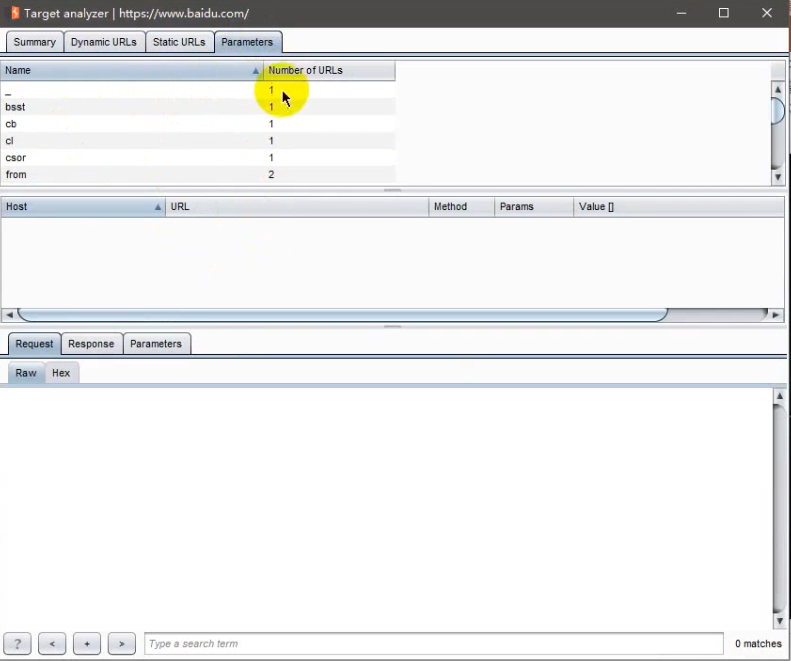 Target analyzer | https://www.baidu.com/
Summary Dynamic URLs Static URLs Parameters
Name Number of URLs
_ 1
bsst 1
cb 1
cl 1
csor 1
from 2
Host URL Method Params Value []
Request Response Parameters
Raw Hex
? < + > Type a search term 0 matches